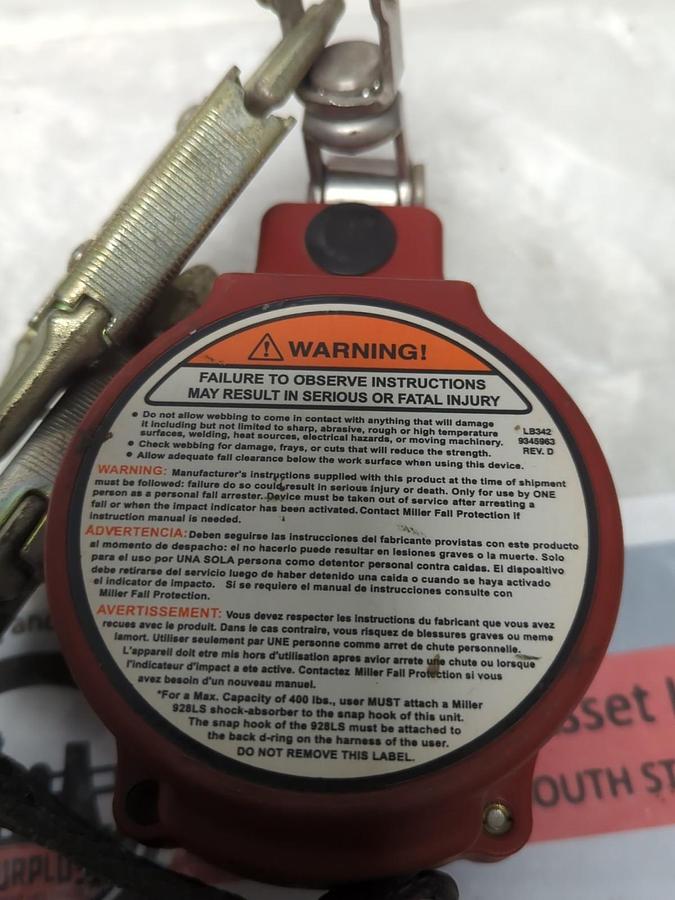 WARNING!
FAILURE TO OBSERVE INSTRUCTIONS
MAY RESULT IN SERIOUS OR FATAL INJURY
• Do not allow webbing to come in contact with anything that will damage
it including but not limited to sharp, abrasive, rough or high temperature
surfaces, welding, heat sources, electrical hazards, or moving machinery.
• Check webbing for damage, frays, or cuts that will reduce the strength.
• Allow adequate fall clearance below the work surface when using this device.
LB342
9345963
REV. D
WARNING: Manufacturer's instructions supplied with this product at the time of shipment
must be followed: failure do so could result in serious injury or death. Only for use by ONE
person as a personal fall arrester. Device must be taken out of service after arresting a
fall or when the impact indicator has been activated. Contact Miller Fall Protection if
instruction manual is needed.
ADVERTENCIA: Deben seguirse las instrucciones del fabricante provistas con este producto
al momento de despacho: el no hacerlo puede resultar en lesiones graves o la muerte. Solo
para el uso por UNA SOLA persona como detentor personal contra caidas. El dispositivo
debe retirarse del servicio luego de haber detenido una caida o cuando se haya activado
el indicator de impacto. Si se requiere el manual de instrucciones consulte con
Miller Fall Protection.
AVERTISSEMENT: Vous devez respecter les instructions du fabricant que vous avez
recues avec le produit. Dans le cas contraire, vous risquez de blessures graves ou meme
lamort. Utiliser seulement par UNE personne comme arret de chute personnelle.
L'appareil doit etre mis hors d'utilisation apres avior arrete une chute ou lorsque
l'indicateur d'impact a ete active. Contactez Miller Fall Protection si vous
avez besoin d'un nouveau manuel.
*For a Max. Capacity of 400 lbs., user MUST attach a Miller
928LS shock-absorber to the snap hook of this unit.
The snap hook of the 928LS must be attached to
the back d-ring on the harness of the user.
DO NOT REMOVE THIS LABEL.
sset
OUTH ST
URPLUS